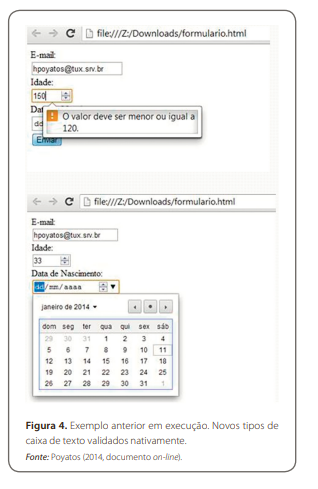 file:///Z:/Downloads/formulario.html
E-mail:
hpoyatos@tux.srv.br
Idade:
150
O valor deve ser menor ou igual a
120.
Enviar
file:///Z:/Downloads/formulario.html
E-mail:
hpoyatos@tux.srv.br
Idade:
33
Data de Nascimento:
dd/mm/aaaa
janeiro de 2014
dom seg ter qua qui sex sáb
29 30 31 1 2 3 4
5 6 7 8 9 10 11
12 13 14 15 16 17 18
19 20 21 22 23 24 25
26 27 28 29 30 31 1
Figura 4. Exemplo anterior em execução. Novos tipos de
caixa de texto validados nativamente.
Fonte: Poyatos (2014, documento on-line).